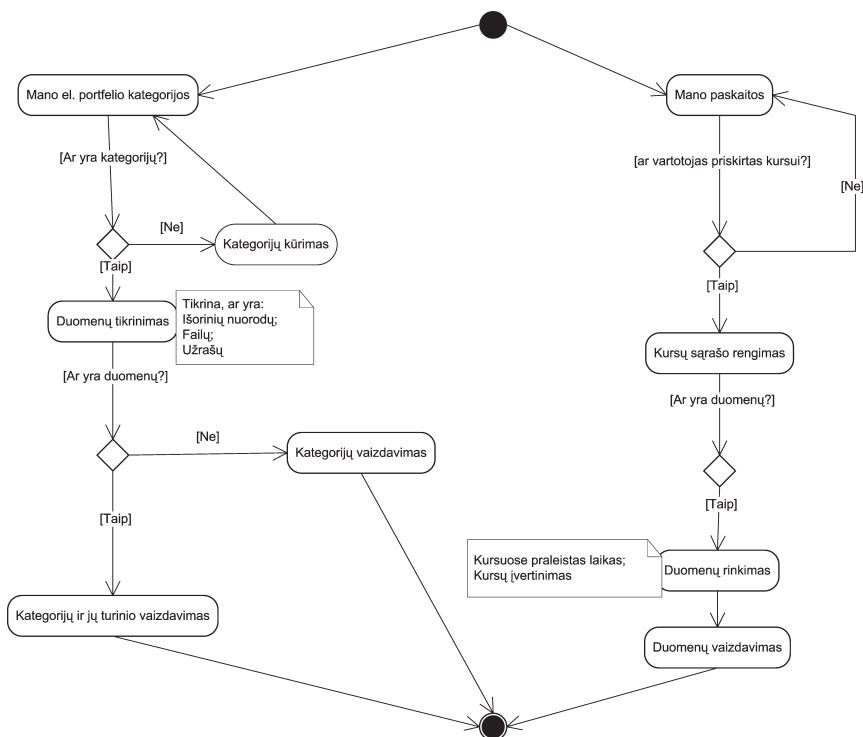 Mano el. portfelio kategorijos
Mano paskaitos
[Ar yra kategorijų?]
[ar vartotojas priskirtas kursui?]
[Ne]
[Ne]
Kategorijų kūrimas
[Taip]
[Taip]
Tikrina, ar yra:
Išorinių nuorodų;
Failų;
Užrašų
Duomenų tikrinimas
Kursų sąrašo rengimas
[Ar yra duomenų?]
[Ar yra duomenų?]
[Ne]
Kategorijų vaizdavimas
[Taip]
[Taip]
Kursuose praleistas laikas;
Kursų įvertinimas
Duomenų rinkimas
Kategorijų ir jų turinio vaizdavimas
Duomenų vaizdavimas